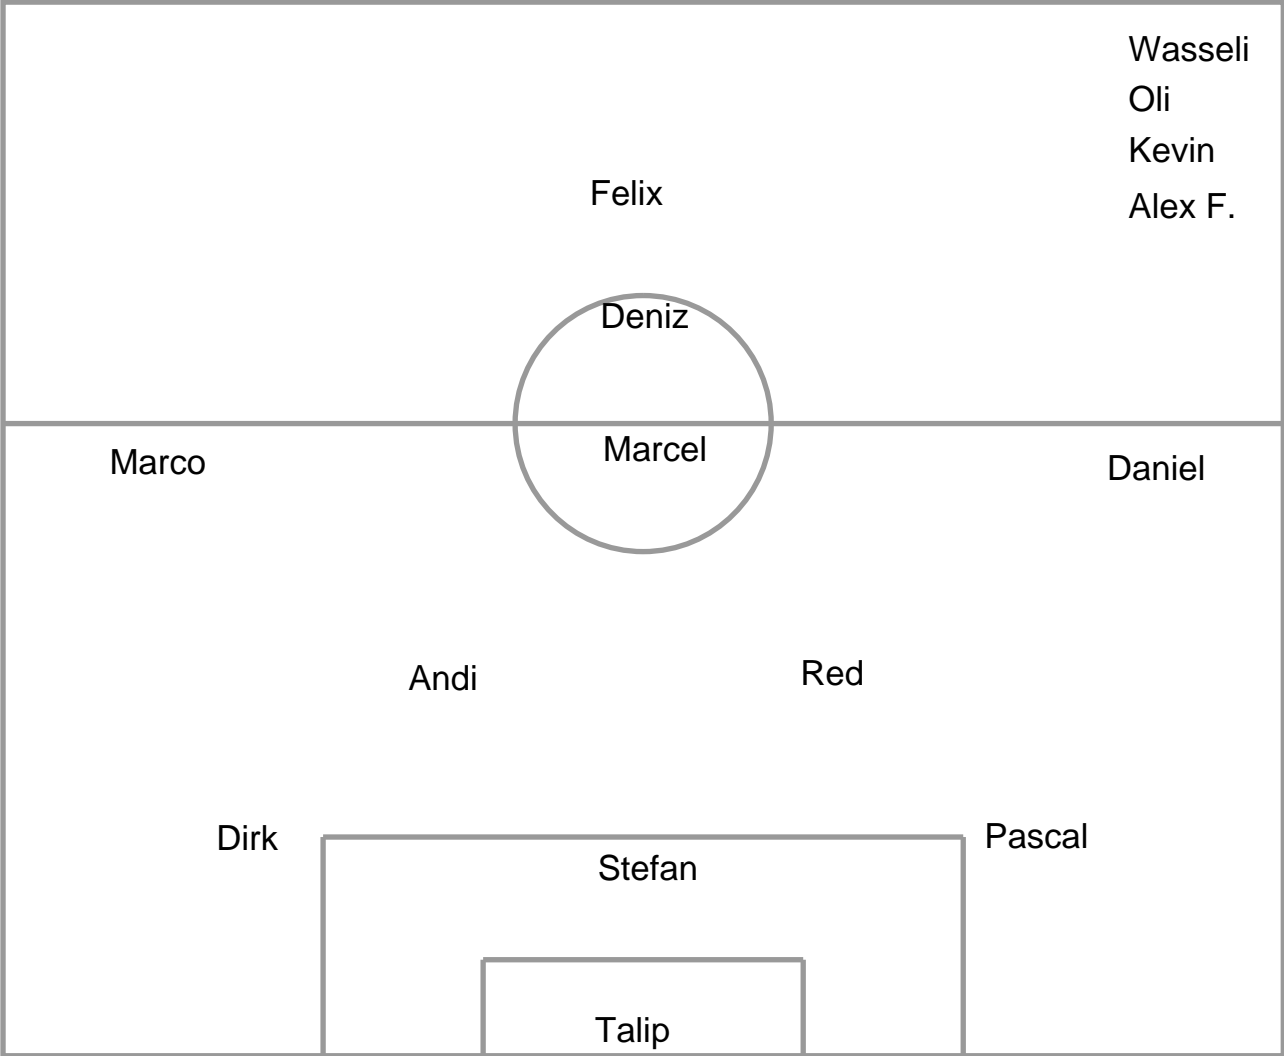 Wasseli
Oli
Kevin
Felix
Alex F.
Deniz
Marcel
Marco
Daniel
Andi
Red
Dirk
Pascal
Stefan
Talip